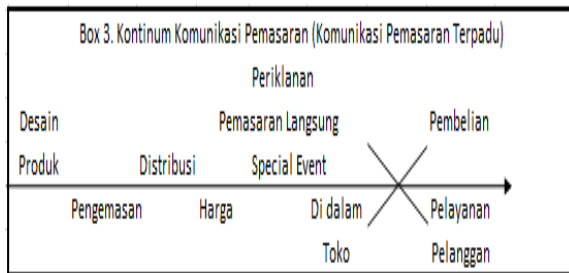 Box 3. Kontinum Komunikasi Pemasaran (Komunikasi Pemasaran Terpadu)
Periklanan
Desain Pemasaran Langsung Pembelian
Produk Distribusi Special Event
Pengemasan Harga Di dalam Pelayanan
Toko Pelanggan